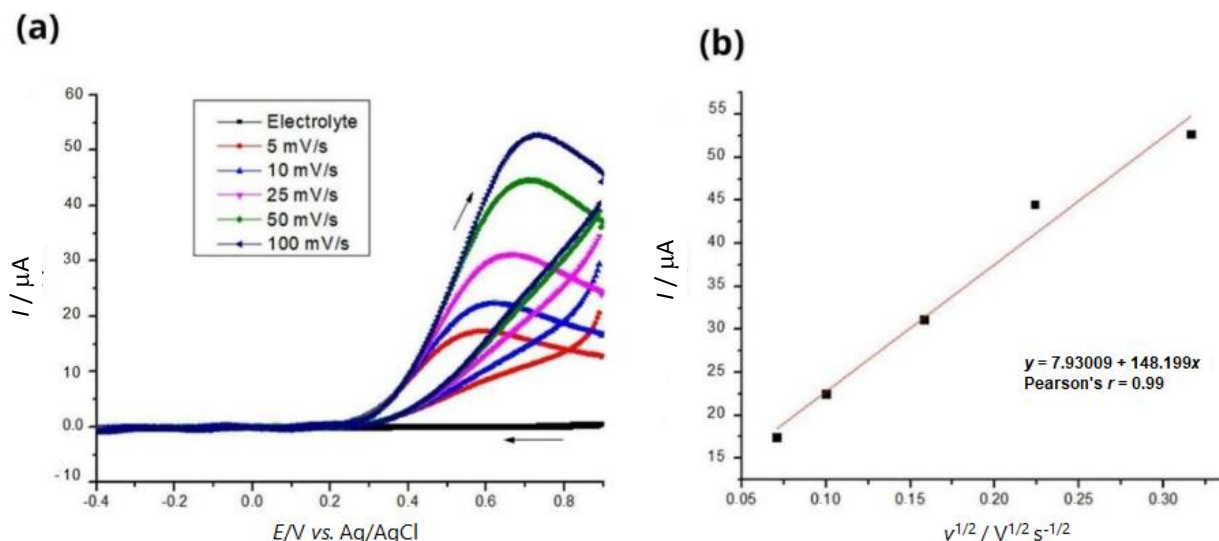 (a)
60
50
40
30
20
10
0.0
-10
I / µA
Electrolyte
5 mV/s
10 mV/s
25 mV/s
50 mV/s
100 mV/s
-0.4
-0.2
0.0
0.2
0.4
0.6
0.8
E/V vs. Ag/AgCl
(b)
55
50
45
40
35
30
25
20
15
I / µA
y = 7.93009 + 148.199x
Pearson's r = 0.99
0.05
0.10
0.15
0.20
0.25
0.30
v^1/2 / V^1/2 s^-1/2